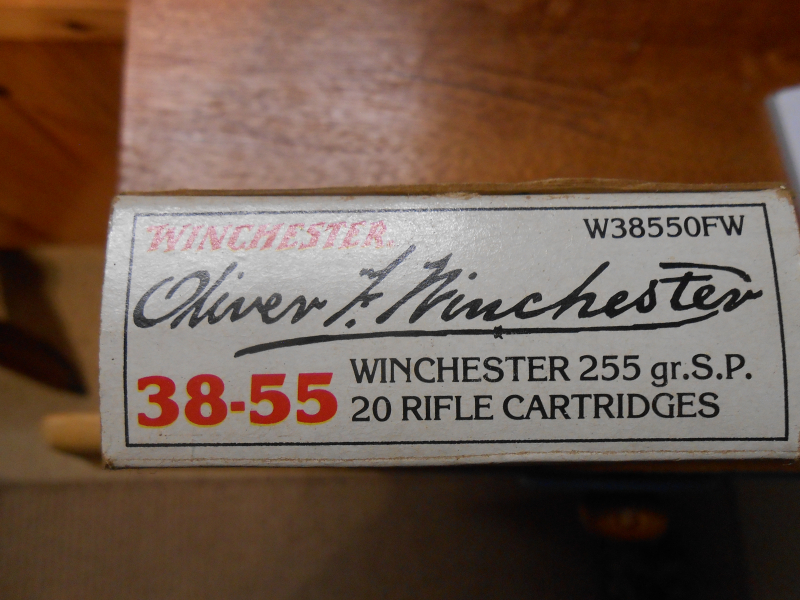 WINCHESTER
W38550FW
Oliver F. Winchester
38-55
WINCHESTER 255 gr.S.P.
20 RIFLE CARTRIDGES